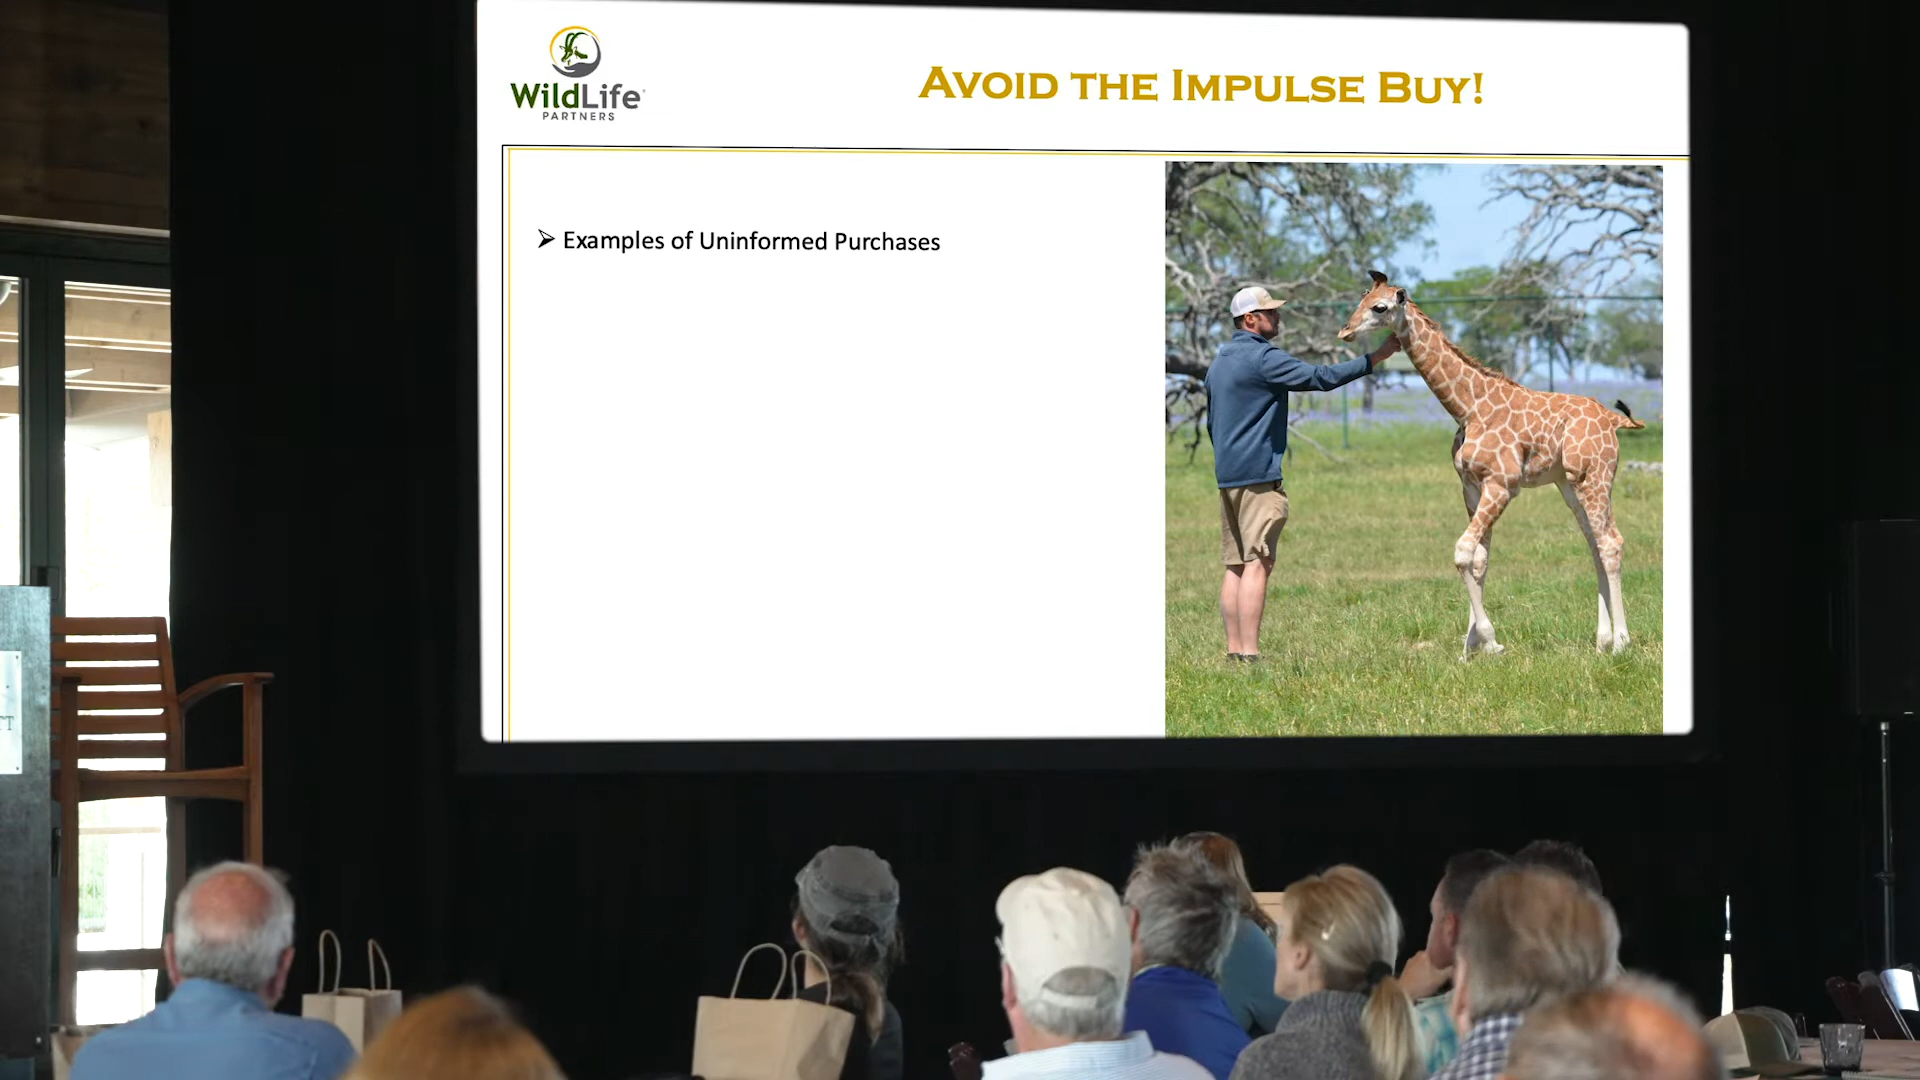 WildLife
PARTNERS
AVOID THE IMPULSE BUY!
➢ Examples of Uninformed Purchases